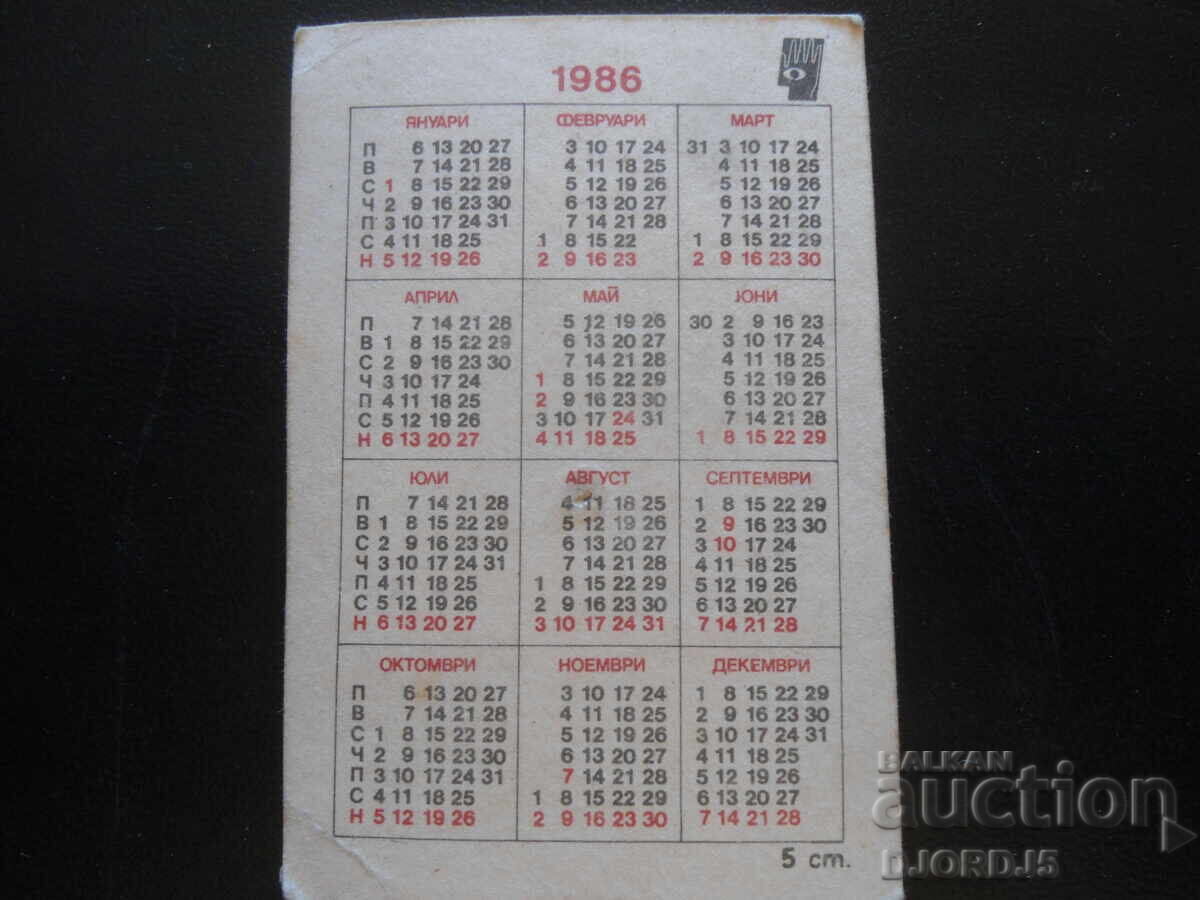 1986
ЯНУАРИ ФЕВРУАРИ МАРТ
П 6 13 20 27 3 10 17 24 31 3 10 17 24
В 7 14 21 28 4 11 18 25 4 11 18 25
С 1 8 15 22 29 5 12 19 26 5 12 19 26
Ч 2 9 16 23 30 6 13 20 27 6 13 20 27
П 3 10 17 24 31 7 14 21 28 7 14 21 28
С 4 11 18 25 1 8 15 22 1 8 15 22 29
Н 5 12 19 26 2 9 16 23 2 9 16 23 30
АПРИЛ МАЙ ЮНИ
П 7 14 21 28 5 12 19 26 30 2 9 16 23
В 1 8 15 22 29 6 13 20 27 3 10 17 24
С 2 9 16 23 30 7 14 21 28 4 11 18 25
Ч 3 10 17 24 1 8 15 22 29 5 12 19 26
П 4 11 18 25 2 9 16 23 30 6 13 20 27
С 5 12 19 26 3 10 17 24 31 7 14 21 28
Н 6 13 20 27 4 11 18 25 1 8 15 22 29
ЮЛИ АВГУСТ СЕПТЕМВРИ
П 7 14 21 28 4 11 18 25 1 8 15 22 29
В 1 8 15 22 29 5 12 19 26 2 9 16 23 30
С 2 9 16 23 30 6 13 20 27 3 10 17 24
Ч 3 10 17 24 31 7 14 21 28 4 11 18 25
П 4 11 18 25 1 8 15 22 29 5 12 19 26
С 5 12 19 26 2 9 16 23 30 6 13 20 27
Н 6 13 20 27 3 10 17 24 31 7 14 21 28
ОКТОМВРИ НОЕМВРИ ДЕКЕМВРИ
П 6 13 20 27 3 10 17 24 1 8 15 22 29
В 7 14 21 28 4 11 18 25 2 9 16 23 30
С 1 8 15 22 29 5 12 19 26 3 10 17 24 31
Ч 2 9 16 23 30 6 13 20 27 4 11 18 25
П 3 10 17 24 31 7 14 21 28 5 12 19 26
С 4 11 18 25 1 8 15 22 29 6 13 20 27
Н 5 12 19 26 2 9 16 23 30 7 14 21 28
5 ст.
BALKAN
auction
DJORDJ5